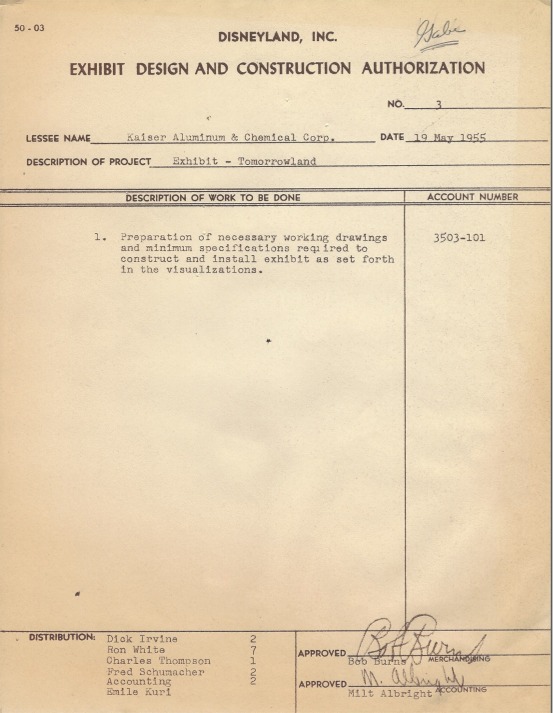 50 - 03
Gabe
DISNEYLAND, INC.
EXHIBIT DESIGN AND CONSTRUCTION AUTHORIZATION
NO. 3
LESSEE NAME Kaiser Aluminum & Chemical Corp. DATE 19 May 1955
DESCRIPTION OF PROJECT Exhibit - Tomorrowland
DESCRIPTION OF WORK TO BE DONE ACCOUNT NUMBER
1. Preparation of necessary working drawings 3503-101
and minimum specifications required to
construct and install exhibit as set forth
in the visualizations.
DISTRIBUTION: Dick Irvine 2
Ron White 7
Charles Thompson 1
Fred Schumacher 2
Accounting 2
Emile Kuri
Bob Burns
APPROVED
Bob Burns MERCHANDISING
M. Albright
APPROVED
Milt Albright ACCOUNTING